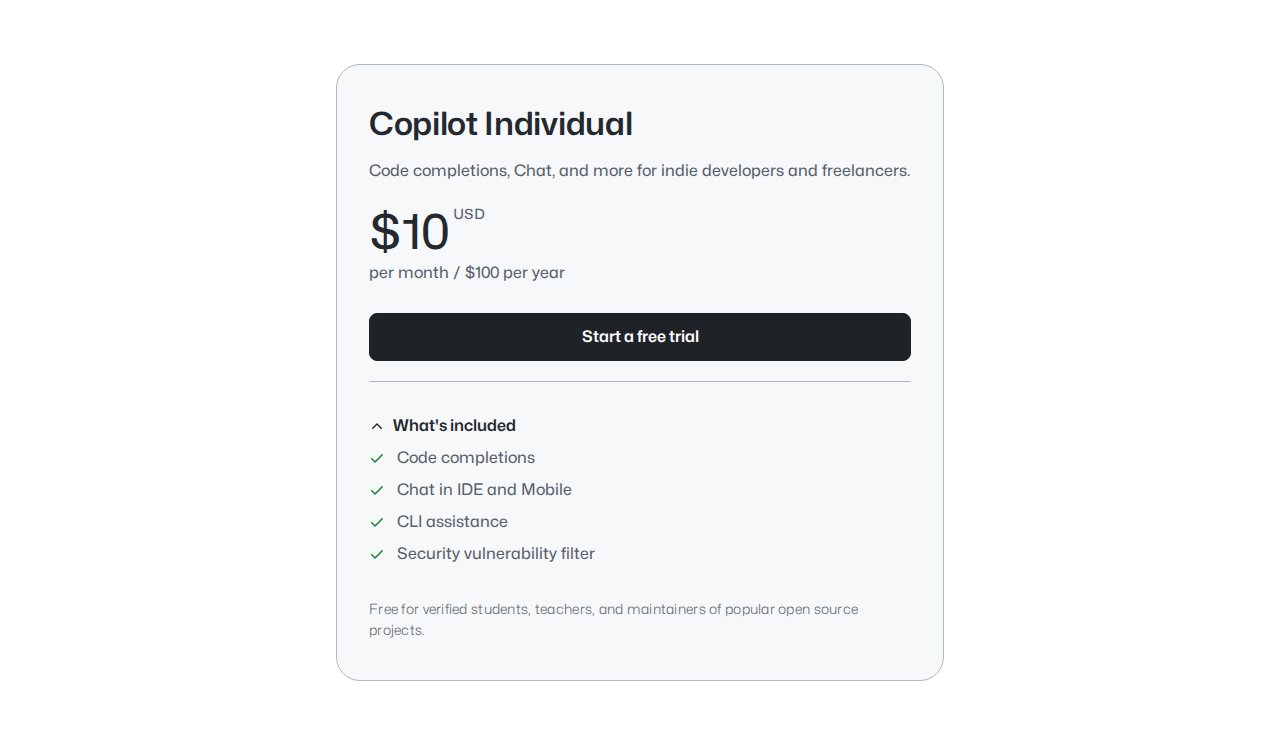 Copilot Individual
Code completions, Chat, and more for indie developers and freelancers.
$10 USD
per month / $100 per year
Start a free trial
What's included
Code completions
Chat in IDE and Mobile
CLI assistance
Security vulnerability filter
Free for verified students, teachers, and maintainers of popular open source
projects.